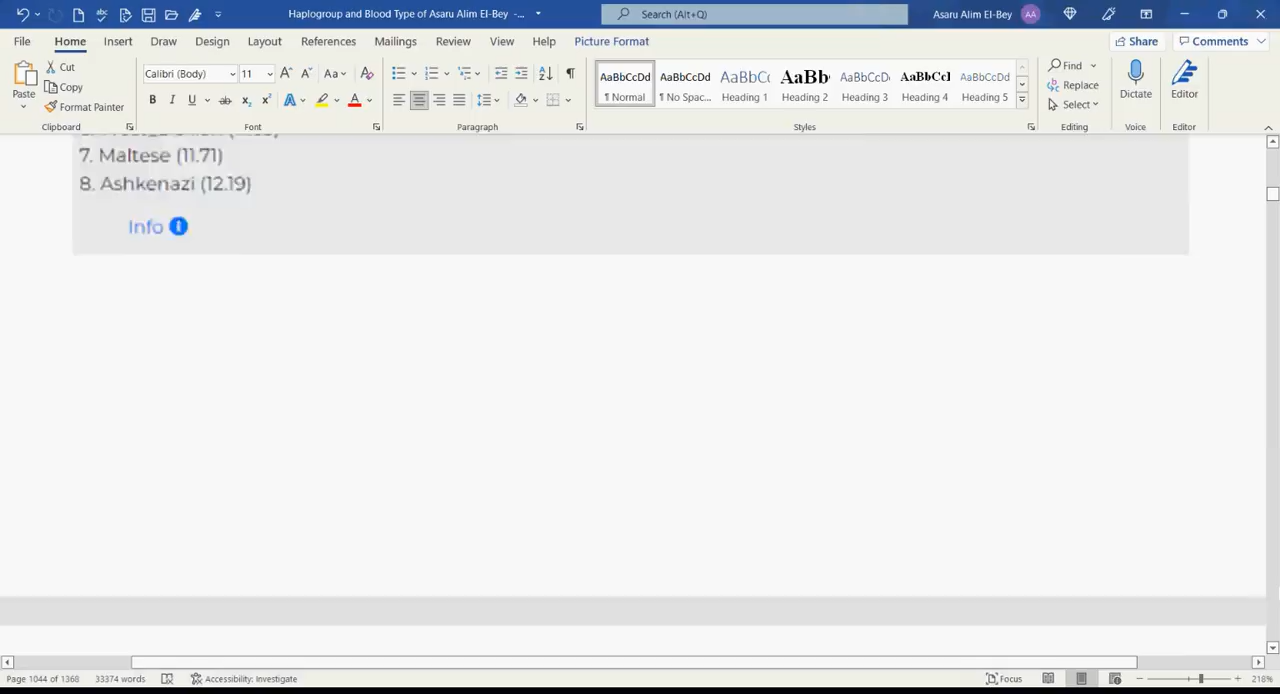 Haplogroup and Blood Type of Asaru Alim El-Bey -...
Search (Alt+Q)
Asaru Alim El-Bey
AA
File Home Insert Draw Design Layout References Mailings Review View Help Picture Format
Share Comments
Paste
Cut
Copy
Format Painter
Clipboard
Calibri (Body) 11
Font
Paragraph
AaBbCcDd AaBbCcDd AaBbC( AaBb( AaBbCcD AaBbCcI AaBbCcDd
¶ Normal ¶ No Spac... Heading 1 Heading 2 Heading 3 Heading 4 Heading 5
Styles
Find
Replace
Select
Editing
Dictate
Voice
Editor
Editor
7. Maltese (11.71)
8. Ashkenazi (12.19)
Info
Page 1044 of 1368 33374 words Accessibility: Investigate Focus 218%